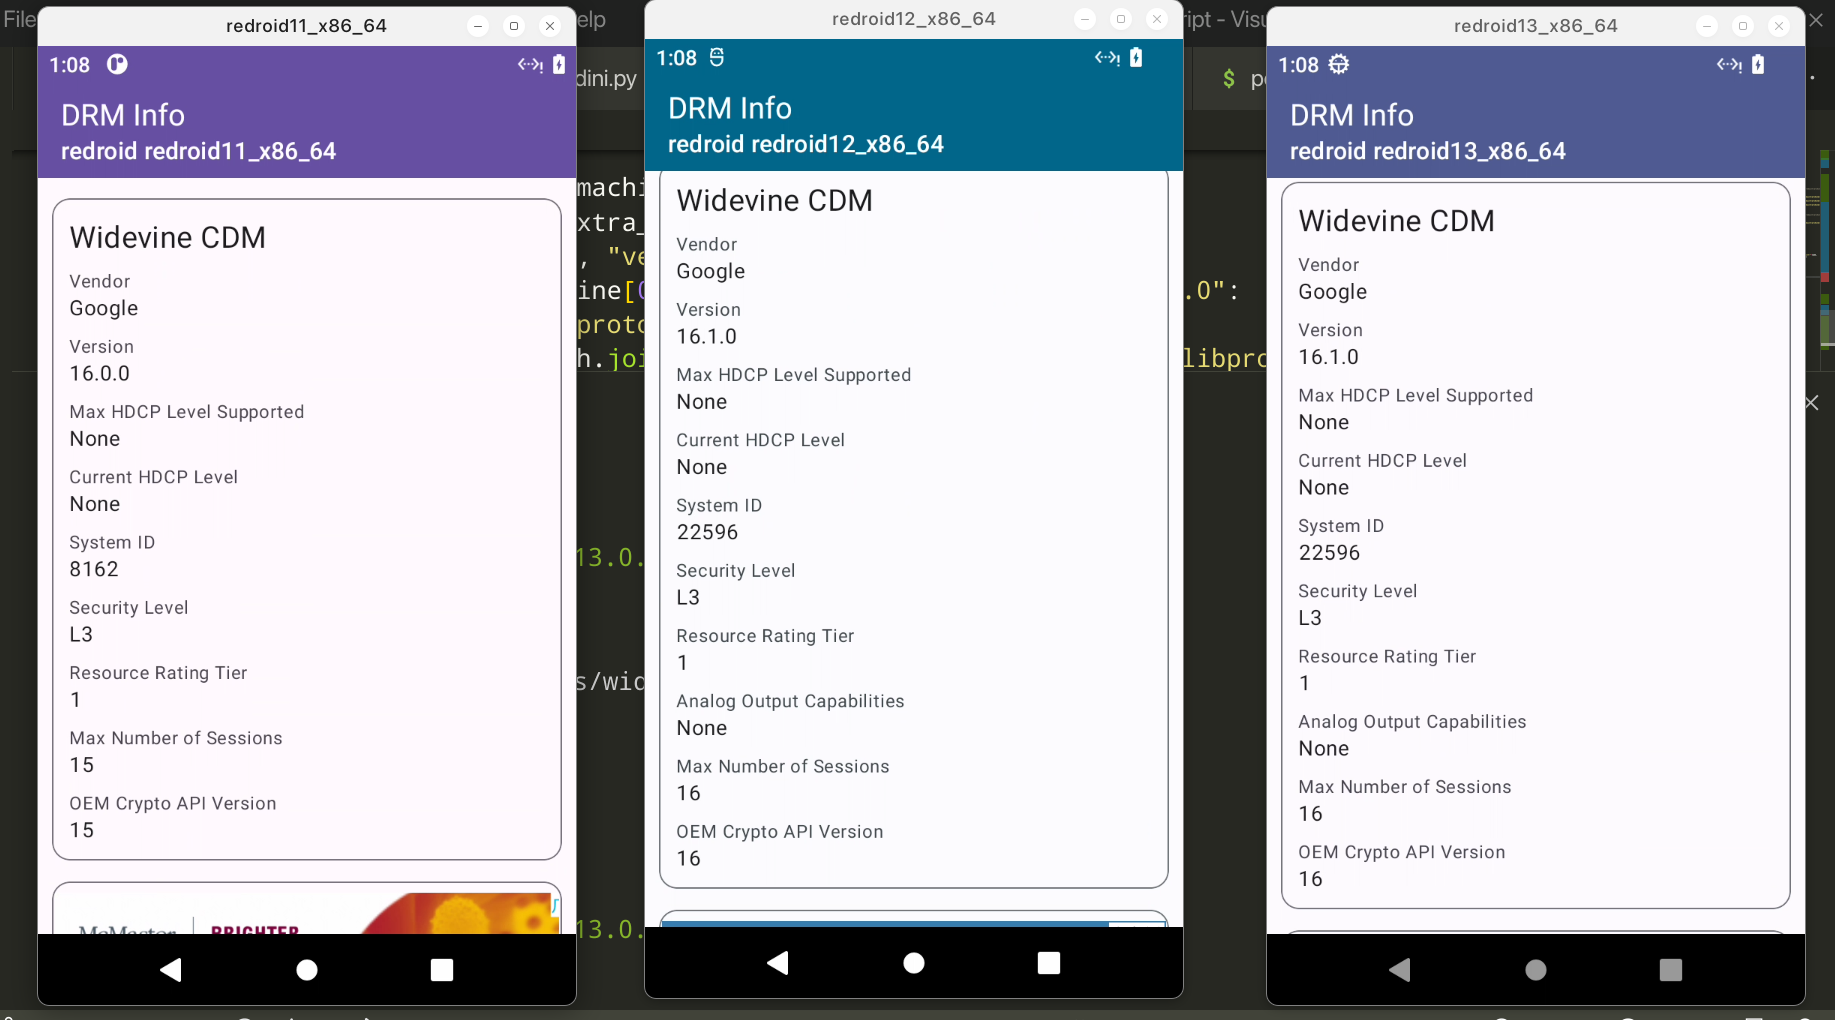 File
elp
ript - Visu
dini.py
$
machi
xtra_
, "ve
ine[
.0":
proto
h.joi
libpro
13.0.
s/wid
13.0.
redroid11_x86_64
1:08
DRM Info
redroid redroid11_x86_64
Widevine CDM
Vendor
Google
Version
16.0.0
Max HDCP Level Supported
None
Current HDCP Level
None
System ID
8162
Security Level
L3
Resource Rating Tier
1
Max Number of Sessions
15
OEM Crypto API Version
15
McMaster
BRIGHTER
redroid12_x86_64
1:08
DRM Info
redroid redroid12_x86_64
Widevine CDM
Vendor
Google
Version
16.1.0
Max HDCP Level Supported
None
Current HDCP Level
None
System ID
22596
Security Level
L3
Resource Rating Tier
1
Analog Output Capabilities
None
Max Number of Sessions
16
OEM Crypto API Version
16
redroid13_x86_64
1:08
DRM Info
redroid redroid13_x86_64
Widevine CDM
Vendor
Google
Version
16.1.0
Max HDCP Level Supported
None
Current HDCP Level
None
System ID
22596
Security Level
L3
Resource Rating Tier
1
Analog Output Capabilities
None
Max Number of Sessions
16
OEM Crypto API Version
16